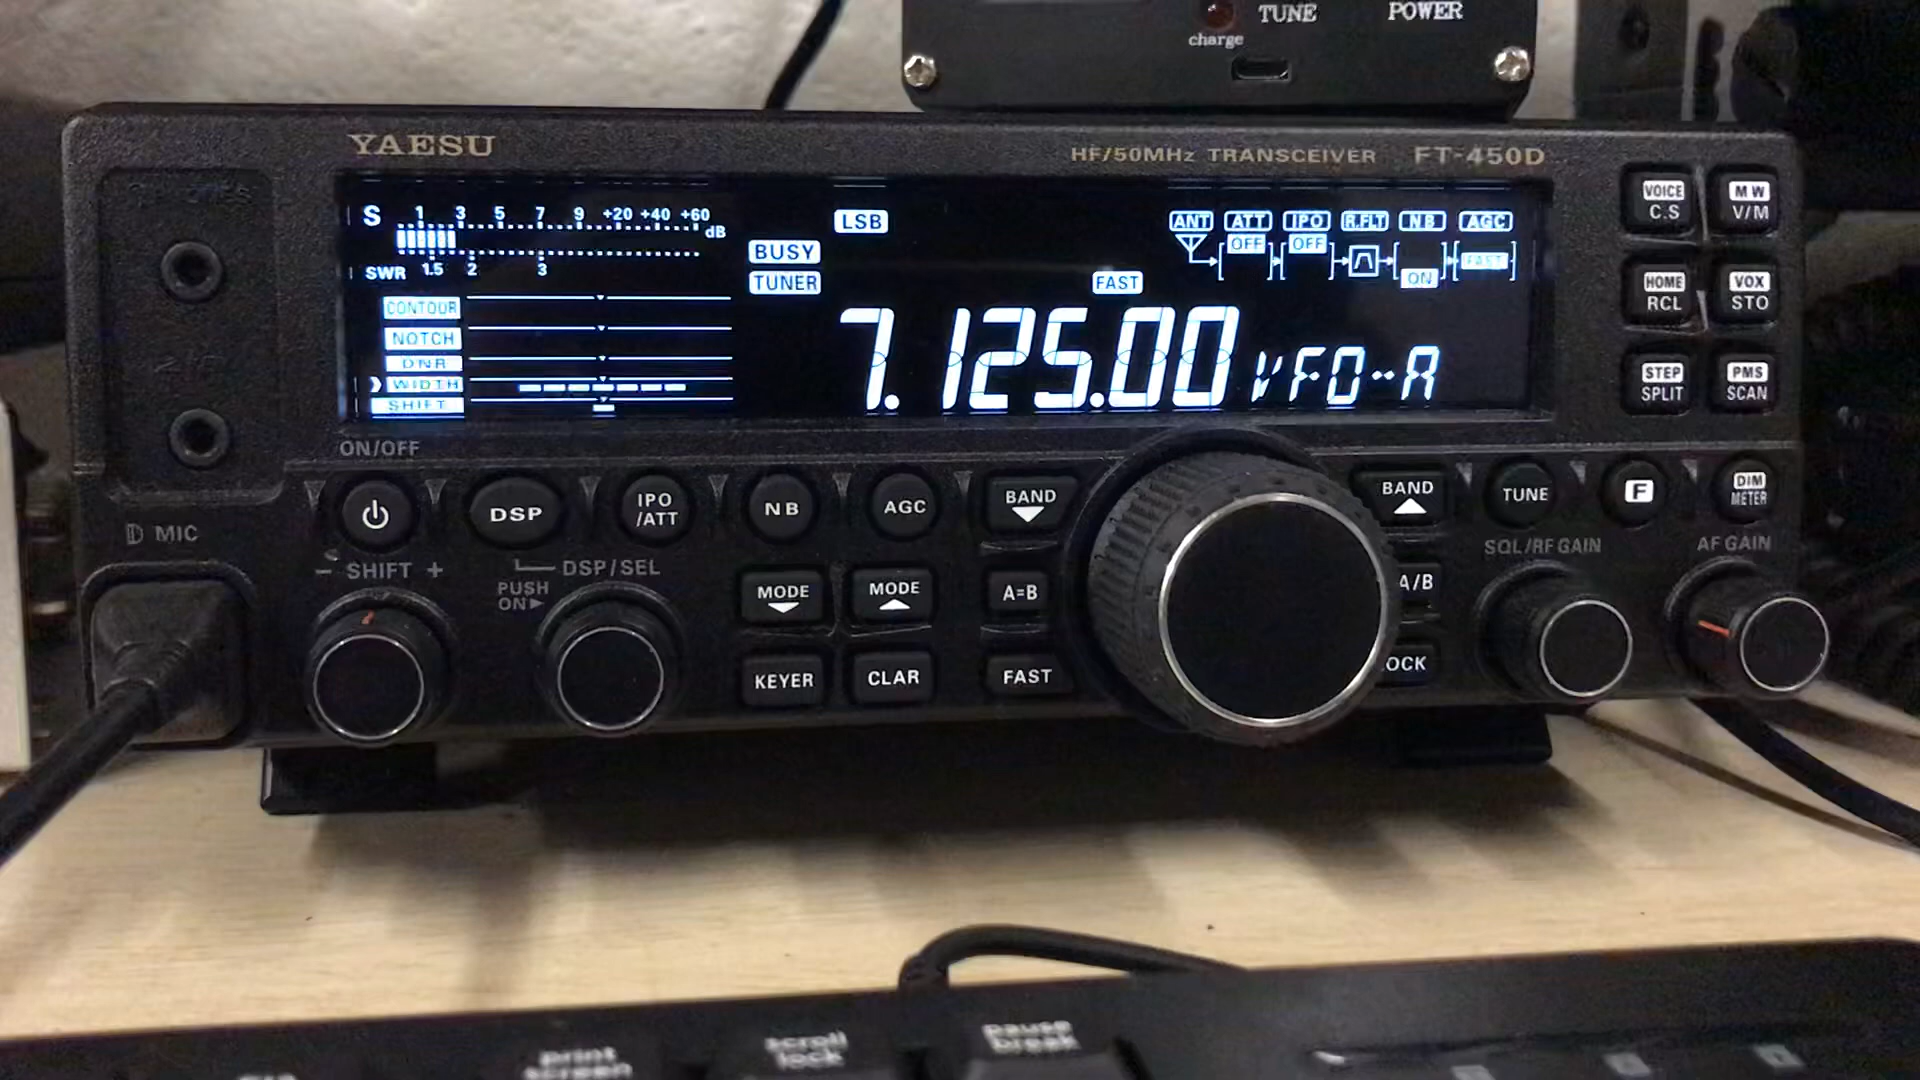 TUNE POWER
charge
YAESU
HF/50MHz TRANSCEIVER FT-450D
S 1 3 5 7 9 +20 +40 +60 dB
SWR 1.5 2 3
BUSY
TUNER
LSB
FAST
ANT ATT IPO R.FLT NB AGC
OFF OFF ON FAST
CONTOUR
NOTCH
DNR
WIDTH
SHIFT
7.125.00 VFO-A
VOICE C.S
M W V/M
HOME RCL
VOX STO
STEP SPLIT
PMS SCAN
ON/OFF
DSP
IPO /ATT
NB
AGC
BAND
BAND
TUNE
F
DIM METER
MIC
- SHIFT +
DSP/SEL
PUSH ON
MODE
MODE
A=B
A/B
SQL/RF GAIN
AF GAIN
KEYER
CLAR
FAST
print screen
scroll lock
pause break